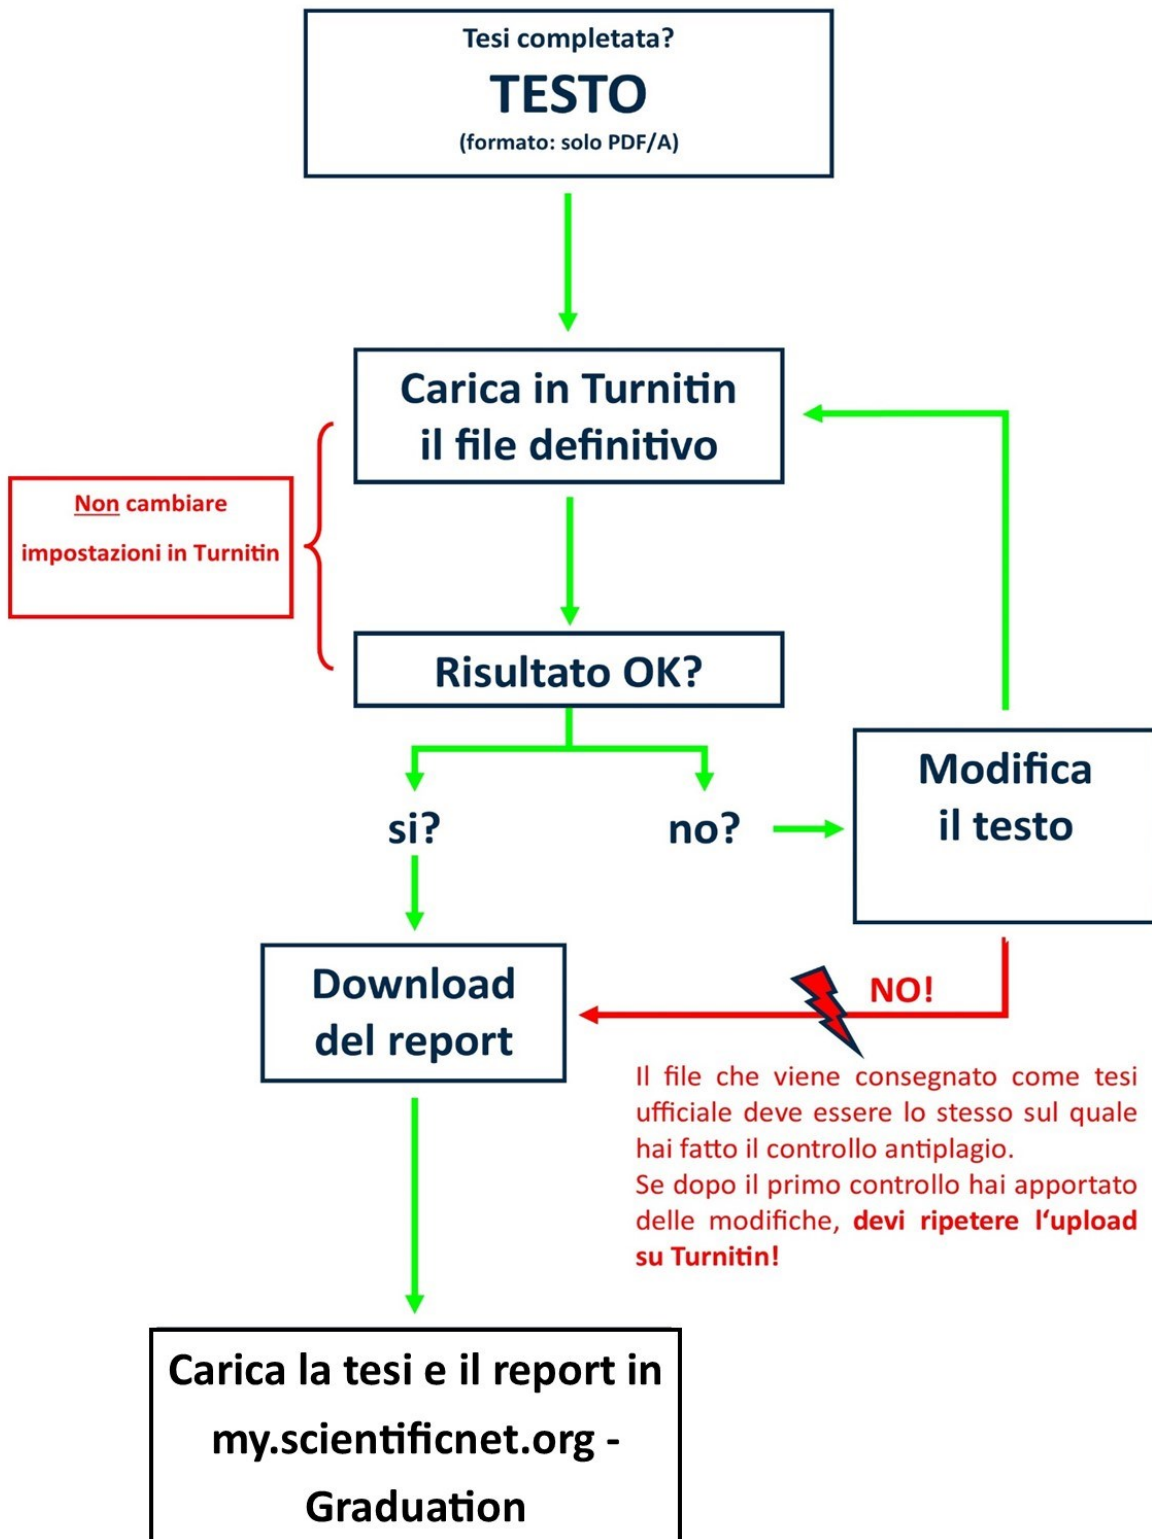 Tesi completata?
TESTO
(formato: solo PDF/A)
Carica in Turnitin
il file definitivo
Non cambiare
impostazioni in Turnitin
Risultato OK?
si?
no?
Modifica
il testo
Download
del report
NO!
Il file che viene consegnato come tesi
ufficiale deve essere lo stesso sul quale
hai fatto il controllo antiplagio.
Se dopo il primo controllo hai apportato
delle modifiche, devi ripetere l‘upload
su Turnitin!
Carica la tesi e il report in
my.scientificnet.org -
Graduation